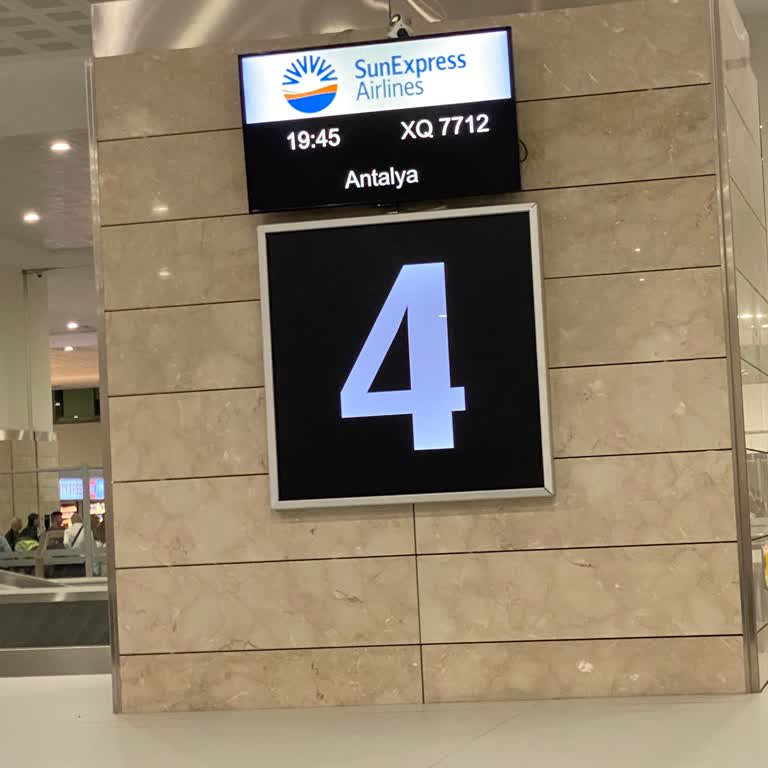 SunExpress
Airlines
19:45 XQ 7712
Antalya
4